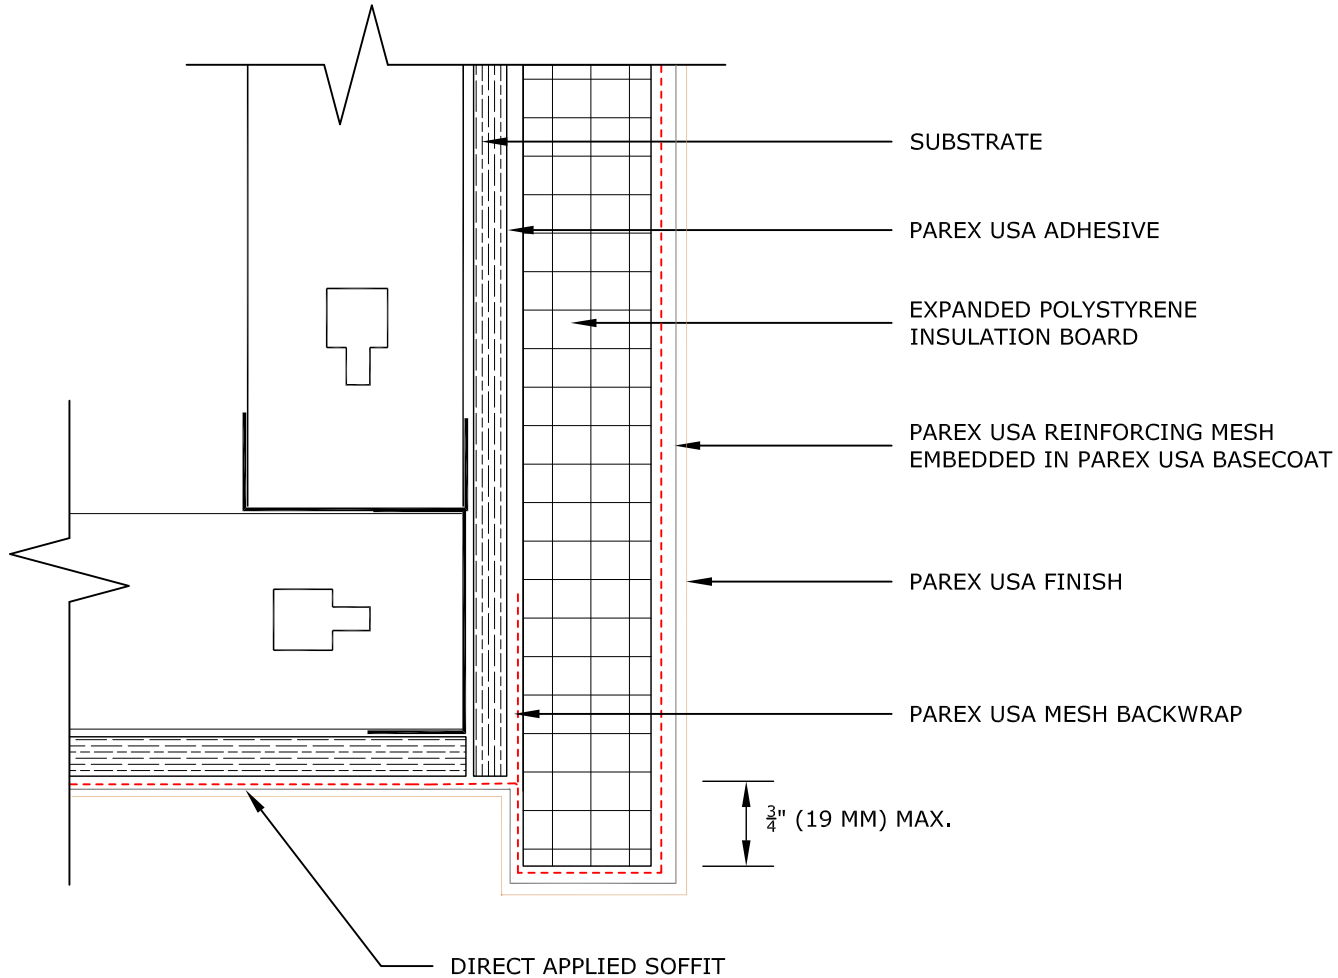 SUBSTRATE
PAREX USA ADHESIVE
EXPANDED POLYSTYRENE
INSULATION BOARD
PAREX USA REINFORCING MESH
EMBEDDED IN PAREX USA BASECOAT
PAREX USA FINISH
PAREX USA MESH BACKWRAP
¾" (19 MM) MAX.
DIRECT APPLIED SOFFIT